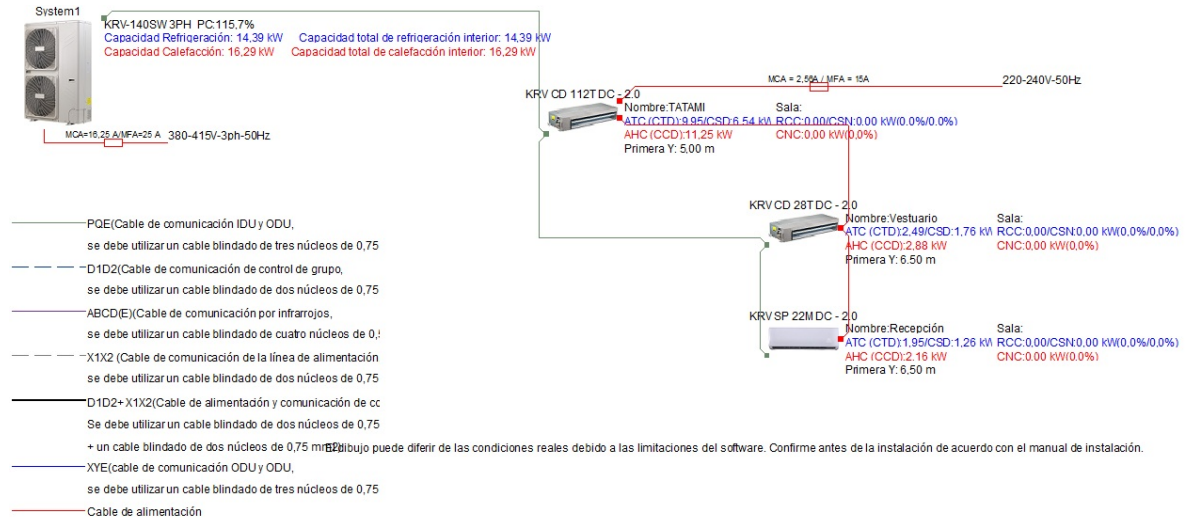 System1
KRV-140SW 3PH PC:115,7%
Capacidad Refrigeración: 14,39 kW Capacidad total de refrigeración interior: 14,39 kW
Capacidad Calefacción: 16,29 kW Capacidad total de calefacción interior: 16,29 kW
MCA=16,25 A/MFA=25 A 380-415V-3ph-50Hz
MCA = 2,56A / MFA = 15A 220-240V-50Hz
KRV CD 112T DC - 2.0
Nombre:TATAMI Sala:
ATC (CTD):9.95/CSD:6.54 kW RCC:0.00/CSN:0.00 kW(0.0%/0.0%)
AHC (CCD):11,25 kW CNC:0,00 kW(0,0%)
Primera Y: 5,00 m
KRV CD 28T DC - 2.0
Nombre:Vestuario Sala:
ATC (CTD):2,49/CSD:1,76 kW RCC:0,00/CSN:0,00 kW(0,0%/0,0%)
AHC (CCD):2,88 kW CNC:0,00 kW(0,0%)
Primera Y: 6.50 m
KRV SP 22M DC - 2.0
Nombre:Recepción Sala:
ATC (CTD):1,95/CSD:1,26 kW RCC:0,00/CSN:0,00 kW(0,0%/0,0%)
AHC (CCD):2.16 kW CNC:0.00 kW(0.0%)
Primera Y: 6,50 m
PQE(Cable de comunicación IDU y ODU,
se debe utilizar un cable blindado de tres núcleos de 0,75
D1D2(Cable de comunicación de control de grupo,
se debe utilizar un cable blindado de dos núcleos de 0,75
ABCD(E)(Cable de comunicación por infrarrojos,
se debe utilizar un cable blindado de cuatro núcleos de 0,5
X1X2 (Cable de comunicación de la línea de alimentación
se debe utilizar un cable blindado de dos núcleos de 0,75
D1D2+X1X2(Cable de alimentación y comunicación de co
Se debe utilizar un cable blindado de dos núcleos de 0,75
+ un cable blindado de dos núcleos de 0,75 mm2)
El dibujo puede diferir de las condiciones reales debido a las limitaciones del software. Confirme antes de la instalación de acuerdo con el manual de instalación.
XYE(cable de comunicación ODU y ODU,
se debe utilizar un cable blindado de tres núcleos de 0,75
Cable de alimentación